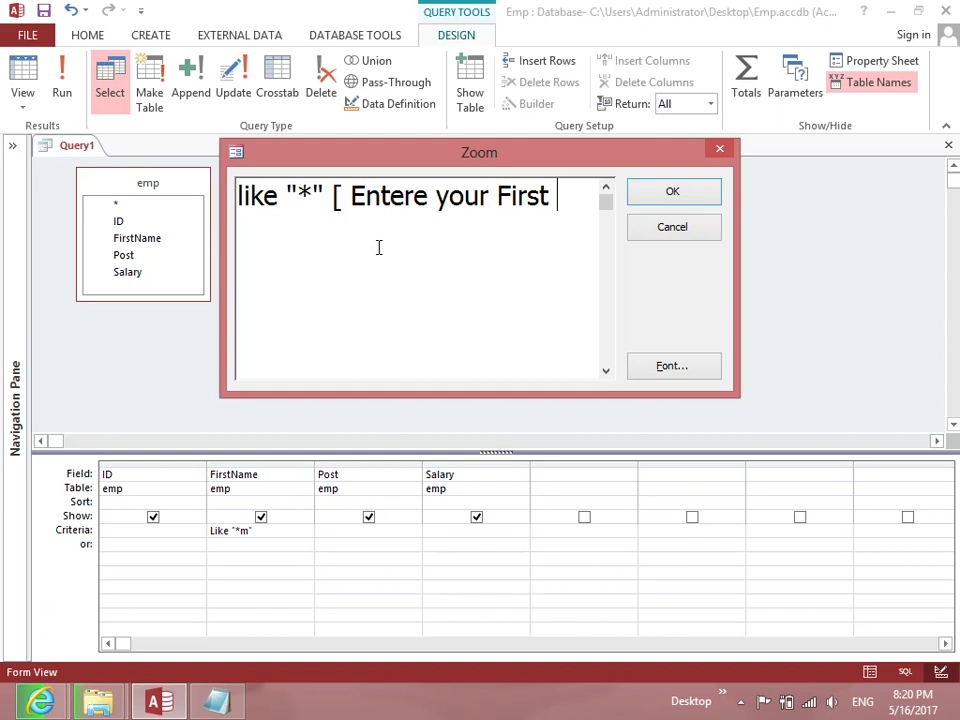 QUERY TOOLS
Emp : Database- C:\Users\Administrator\Desktop\Emp.accdb (Ac...
FILE HOME CREATE EXTERNAL DATA DATABASE TOOLS DESIGN Sign in
View Run Select Make Table Append Update Crosstab Delete
Union
Pass-Through
Data Definition
Show Table
Insert Rows
Delete Rows
Builder
Insert Columns
Delete Columns
Return: All
Totals Parameters
Property Sheet
Table Names
Results Query Type Query Setup Show/Hide
Query1
Navigation Pane
emp
*
ID
FirstName
Post
Salary
Zoom
like "*" [ Entere your First
OK
Cancel
Font...
Field: ID FirstName Post Salary
Table: emp emp emp emp
Sort:
Show:
Criteria: Like "*m"
or:
Form View
SQL
Desktop ENG 8:20 PM
5/16/2017